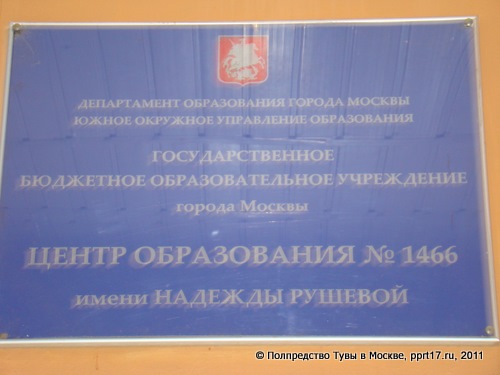 ДЕПАРТАМЕНТ ОБРАЗОВАНИЯ ГОРОДА МОСКВЫ
ЮЖНОЕ ОКРУЖНОЕ УПРАВЛЕНИЕ ОБРАЗОВАНИЯ
ГОСУДАРСТВЕННОЕ
БЮДЖЕТНОЕ ОБРАЗОВАТЕЛЬНОЕ УЧРЕЖДЕНИЕ
города Москвы
ЦЕНТР ОБРАЗОВАНИЯ № 1466
имени НАДЕЖДЫ РУШЕВОЙ
© Полпредство Тувы в Москве, pprt17.ru, 2011